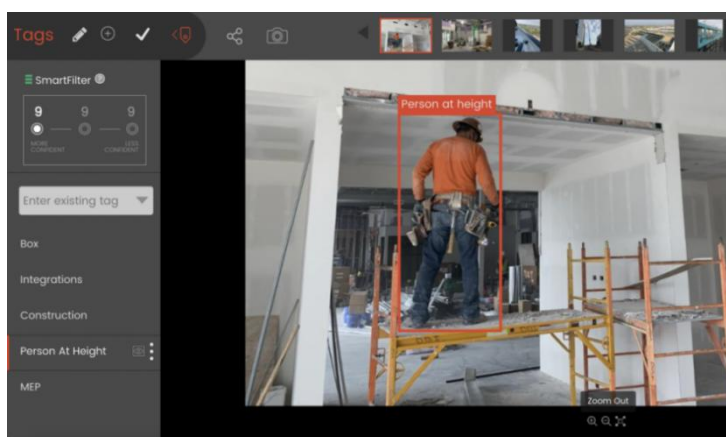 Tags
SmartFilter
9 9 9
MORE CONFIDENT
LESS CONFIDENT
Enter existing tag
Box
Integrations
Construction
Person At Height
MEP
Person at height
Zoom Out